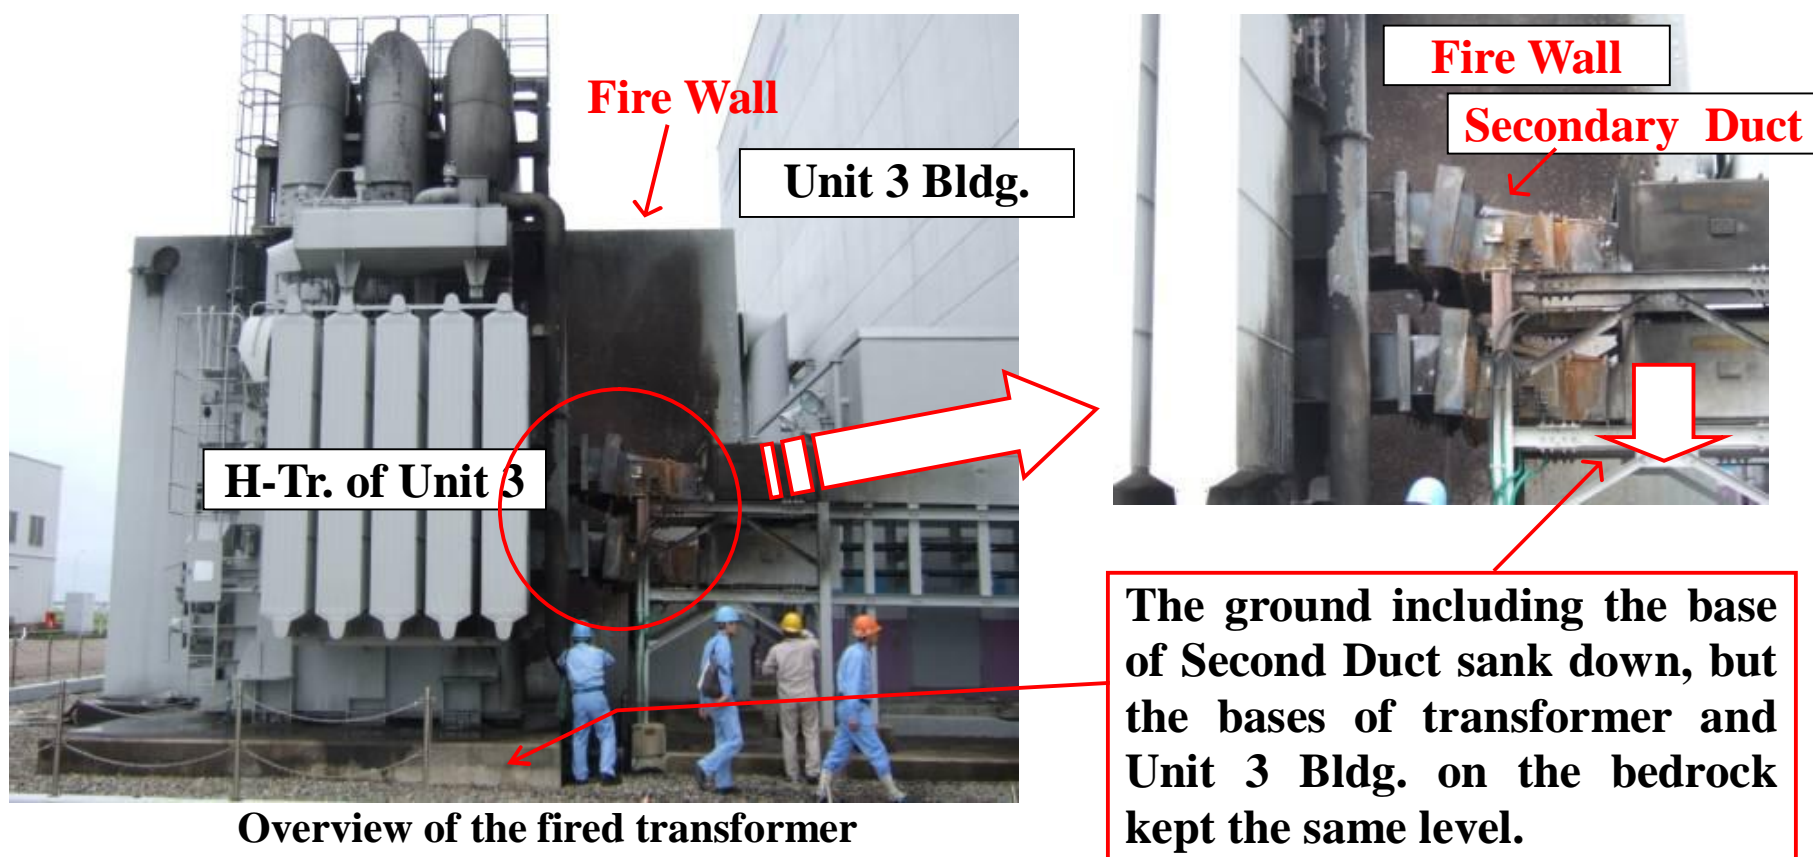 Fire Wall
Unit 3 Bldg.
H-Tr. of Unit 3
Overview of the fired transformer
Fire Wall
Secondary Duct
The ground including the base
of Second Duct sank down, but
the bases of transformer and
Unit 3 Bldg. on the bedrock
kept the same level.